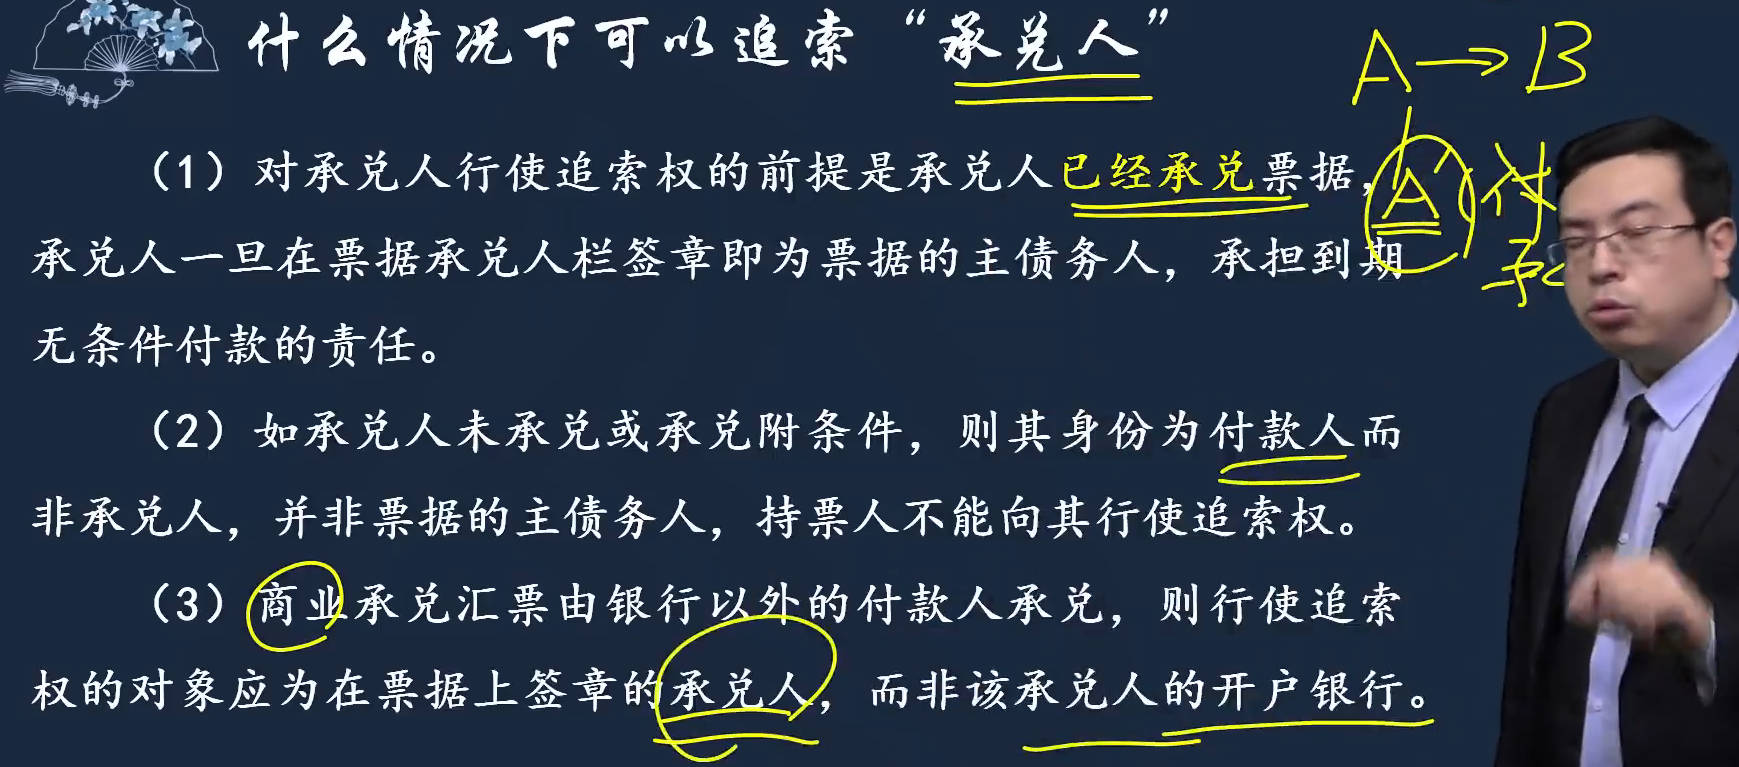 什么情况下可以追索“承兑人”
A→B
（1）对承兑人行使追索权的前提是承兑人已经承兑票据，
A 付
承兑人一旦在票据承兑人栏签章即为票据的主债务人，承担到期
无条件付款的责任。
（2）如承兑人未承兑或承兑附条件，则其身份为付款人而
非承兑人，并非票据的主债务人，持票人不能向其行使追索权。
（3）商业承兑汇票由银行以外的付款人承兑，则行使追索
权的对象应为在票据上签章的承兑人，而非该承兑人的开户银行。